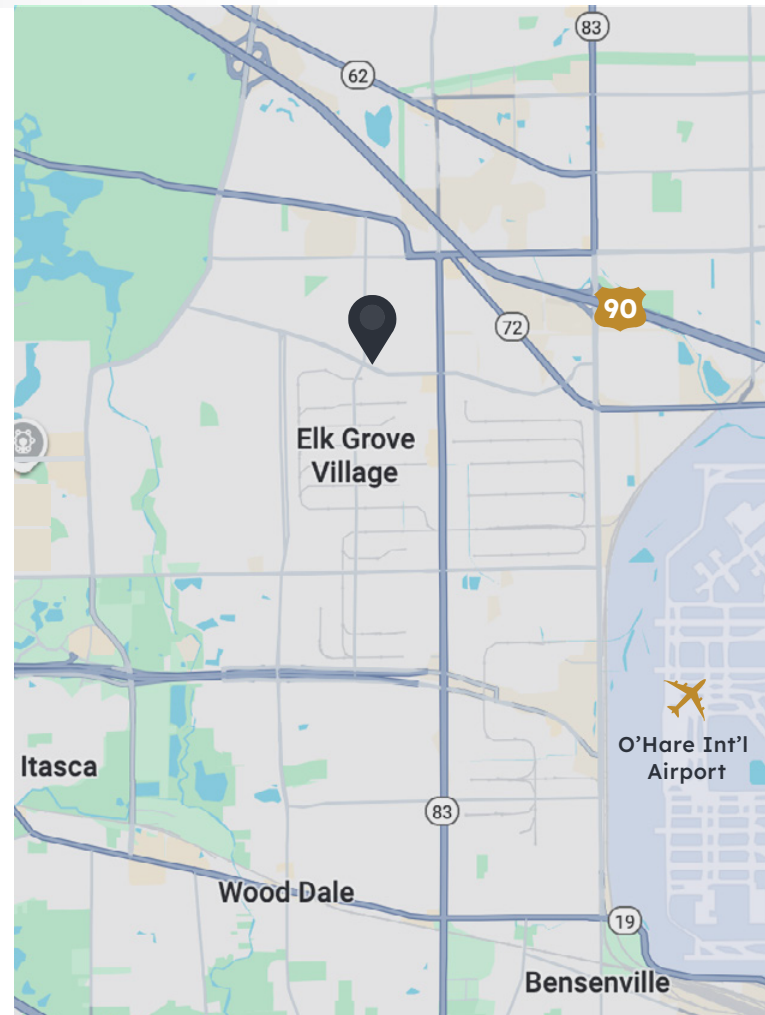 83
62
90
72
Elk Grove
Village
O’Hare Int’l
Airport
Itasca
83
Wood Dale
19
Bensenville